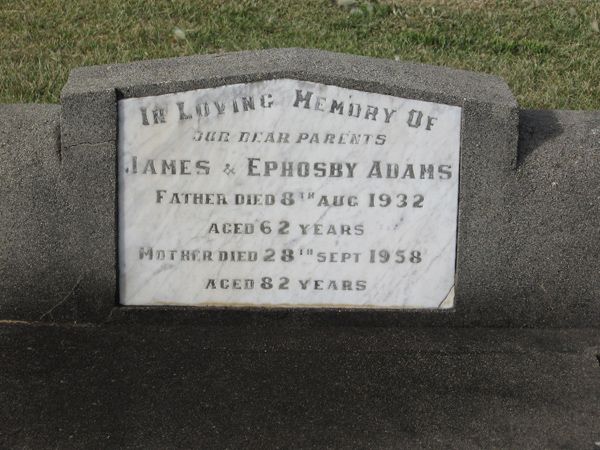 In Loving Memory Of
our dear parents
James & Ephosby Adams
Father died 8th Aug 1932
aged 62 years
Mother died 28th Sept 1958
aged 82 years